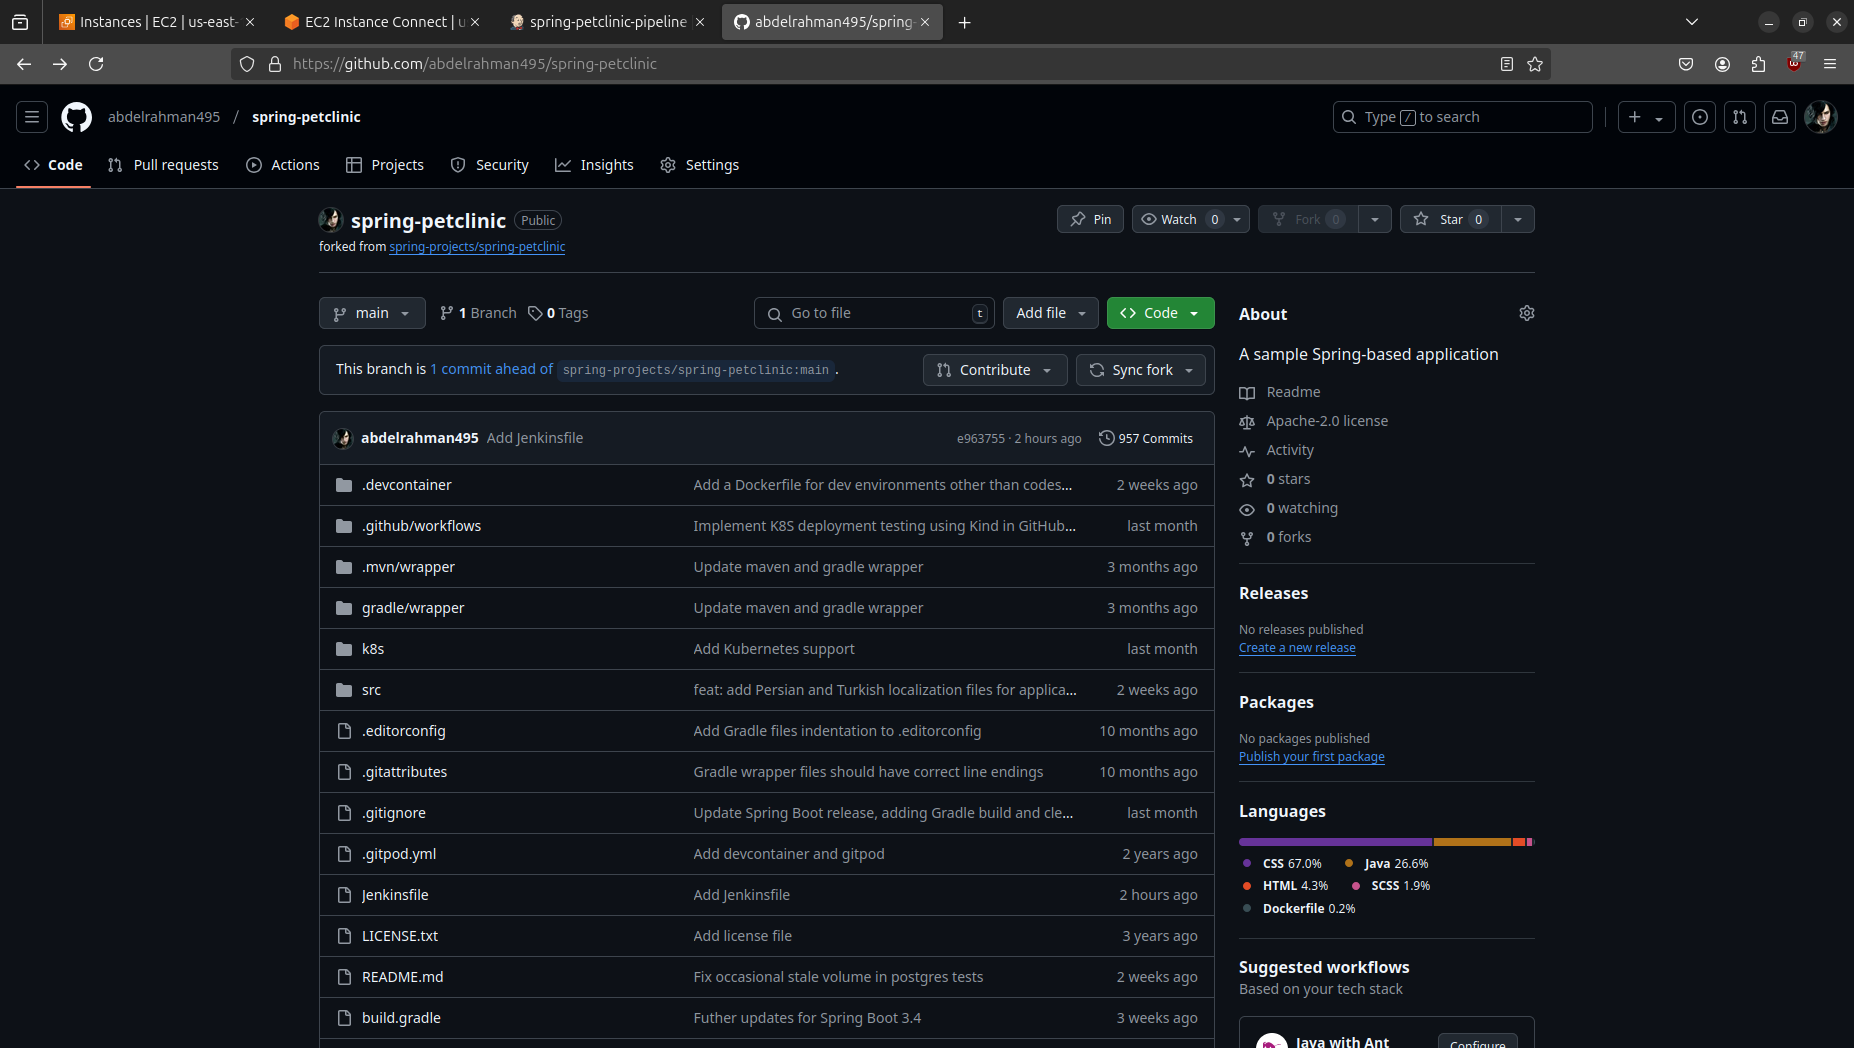 Instances | EC2 | us-east-
EC2 Instance Connect | u
spring-petclinic-pipeline
abdelrahman495/spring-
https://github.com/abdelrahman495/spring-petclinic
47
abdelrahman495 / spring-petclinic
Type / to search
Code
Pull requests
Actions
Projects
Security
Insights
Settings
spring-petclinic Public
forked from spring-projects/spring-petclinic
Pin
Watch 0
Fork 0
Star 0
main
1 Branch
0 Tags
Go to file t
Add file
Code
This branch is 1 commit ahead of spring-projects/spring-petclinic:main .
Contribute
Sync fork
abdelrahman495 Add Jenkinsfile e963755 · 2 hours ago 957 Commits
.devcontainer Add a Dockerfile for dev environments other than codes... 2 weeks ago
.github/workflows Implement K8S deployment testing using Kind in GitHub... last month
.mvn/wrapper Update maven and gradle wrapper 3 months ago
gradle/wrapper Update maven and gradle wrapper 3 months ago
k8s Add Kubernetes support last month
src feat: add Persian and Turkish localization files for applica... 2 weeks ago
.editorconfig Add Gradle files indentation to .editorconfig 10 months ago
.gitattributes Gradle wrapper files should have correct line endings 10 months ago
.gitignore Update Spring Boot release, adding Gradle build and cle... last month
.gitpod.yml Add devcontainer and gitpod 2 years ago
Jenkinsfile Add Jenkinsfile 2 hours ago
LICENSE.txt Add license file 3 years ago
README.md Fix occasional stale volume in postgres tests 2 weeks ago
build.gradle Futher updates for Spring Boot 3.4 3 weeks ago
About
A sample Spring-based application
Readme
Apache-2.0 license
Activity
0 stars
0 watching
0 forks
Releases
No releases published
Create a new release
Packages
No packages published
Publish your first package
Languages
CSS 67.0% Java 26.6%
HTML 4.3% SCSS 1.9%
Dockerfile 0.2%
Suggested workflows
Based on your tech stack
Java with Ant
Configure